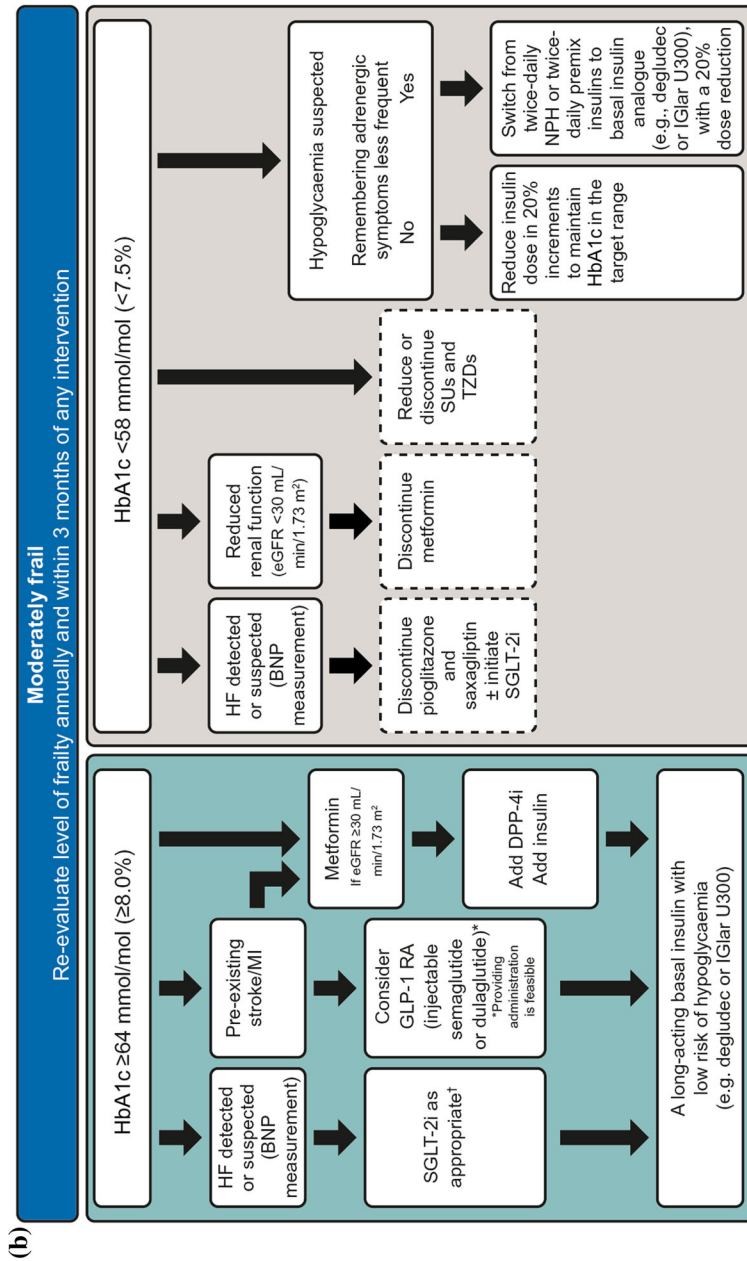 (b)
Moderately frail
Re-evaluate level of frailty annually and within 3 months of any intervention
HbA1c ≥64 mmol/mol (≥8.0%)
HF detected
or suspected
(BNP
measurement)
Pre-existing
stroke/MI
SGLT-2i as
appropriate†
Consider
GLP-1 RA
(injectable
semaglutide
or dulaglutide)*
*Providing
administration
is feasible
Metformin
If eGFR ≥30 mL/
min/1.73 m²
Add DPP-4i
Add insulin
A long-acting basal insulin with
low risk of hypoglycaemia
(e.g. degludec or IGlar U300)
HbA1c <58 mmol/mol (<7.5%)
HF detected
or suspected
(BNP
measurement)
Reduced
renal function
(eGFR <30 mL/
min/1.73 m²)
Discontinue
pioglitazone
and
saxagliptin
± initiate
SGLT-2i
Discontinue
metformin
Reduce or
discontinue
SUs and
TZDs
Hypoglycaemia suspected
Remembering adrenergic
symptoms less frequent
No Yes
Reduce insulin
dose in 20%
increments
to maintain
HbA1c in the
target range
Switch from
twice-daily
NPH or twice-
daily premix
insulins to
basal insulin
analogue
(e.g., degludec
or IGlar U300),
with a 20%
dose reduction